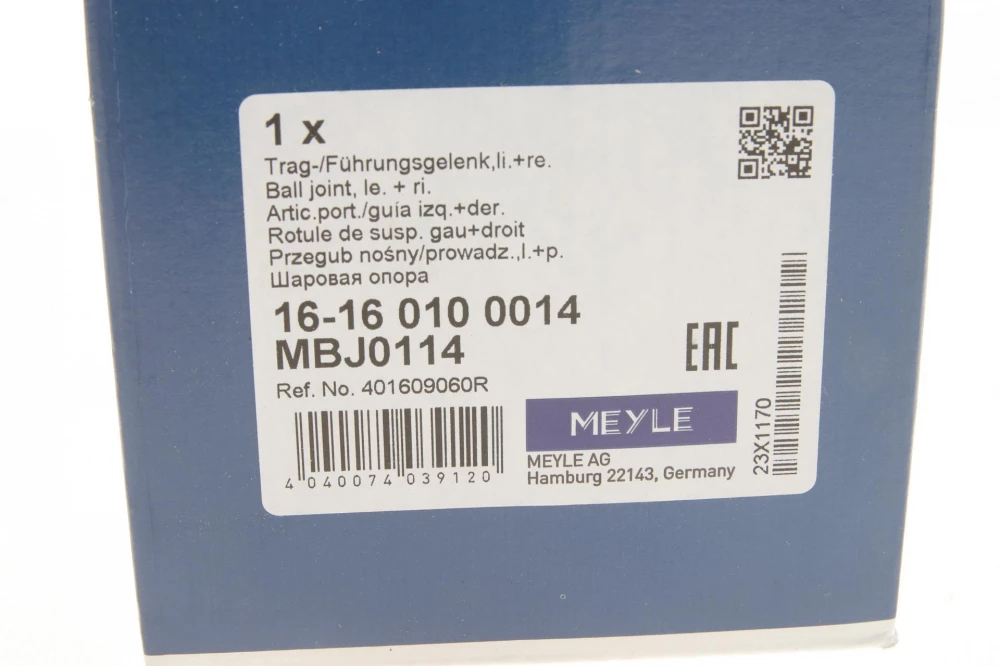 1 x
Trag-/Führungsgelenk,li.+re.
Ball joint, le. + ri.
Artic.port./guía izq.+der.
Rotule de susp. gau+droit
Przegub nośny/prowadz.,l.+p.
Шаровая опора
16-16 010 0014
MBJ0114
Ref. No. 401609060R
4 040074 039120
EAC
MEYLE
MEYLE AG
Hamburg 22143, Germany
23X1170